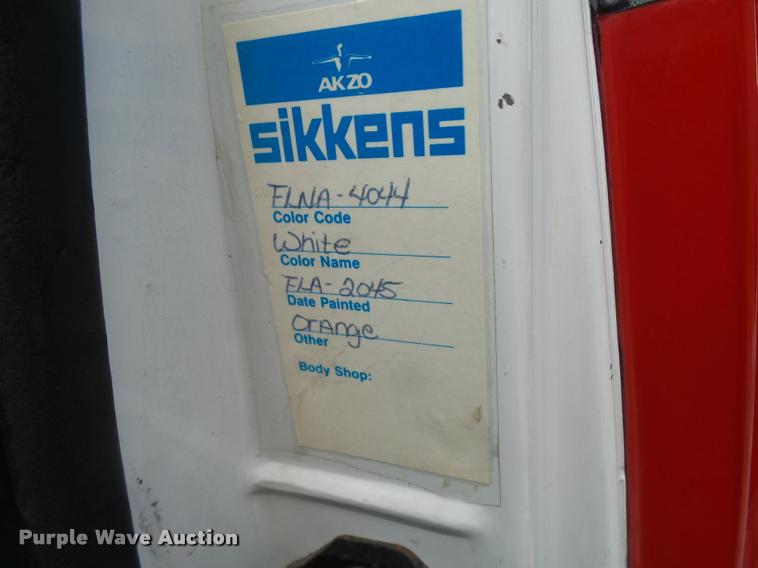 AKZO
sikkens
FLNA-4044
Color Code
White
Color Name
FLA-2045
Date Painted
Orange
Other
Body Shop:
Purple Wave Auction